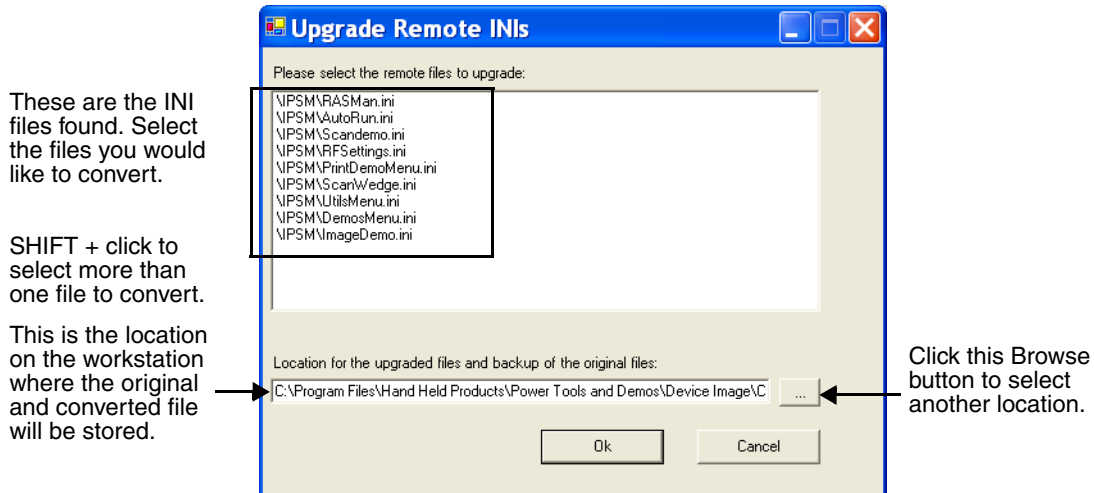 Upgrade Remote INIs
Please select the remote files to upgrade:
These are the INI
files found. Select
the files you would
like to convert.
\IPSM\RASMan.ini
\IPSM\AutoRun.ini
\IPSM\Scandemo.ini
\IPSM\RFSettings.ini
\IPSM\PrintDemoMenu.ini
\IPSM\ScanWedge.ini
\IPSM\UtilsMenu.ini
\IPSM\DemosMenu.ini
\IPSM\ImageDemo.ini
SHIFT + click to
select more than
one file to convert.
This is the location
on the workstation
where the original
and converted file
will be stored.
Location for the upgraded files and backup of the original files:
C:\Program Files\Hand Held Products\Power Tools and Demos\Device Image\C
...
Click this Browse
button to select
another location.
Ok
Cancel